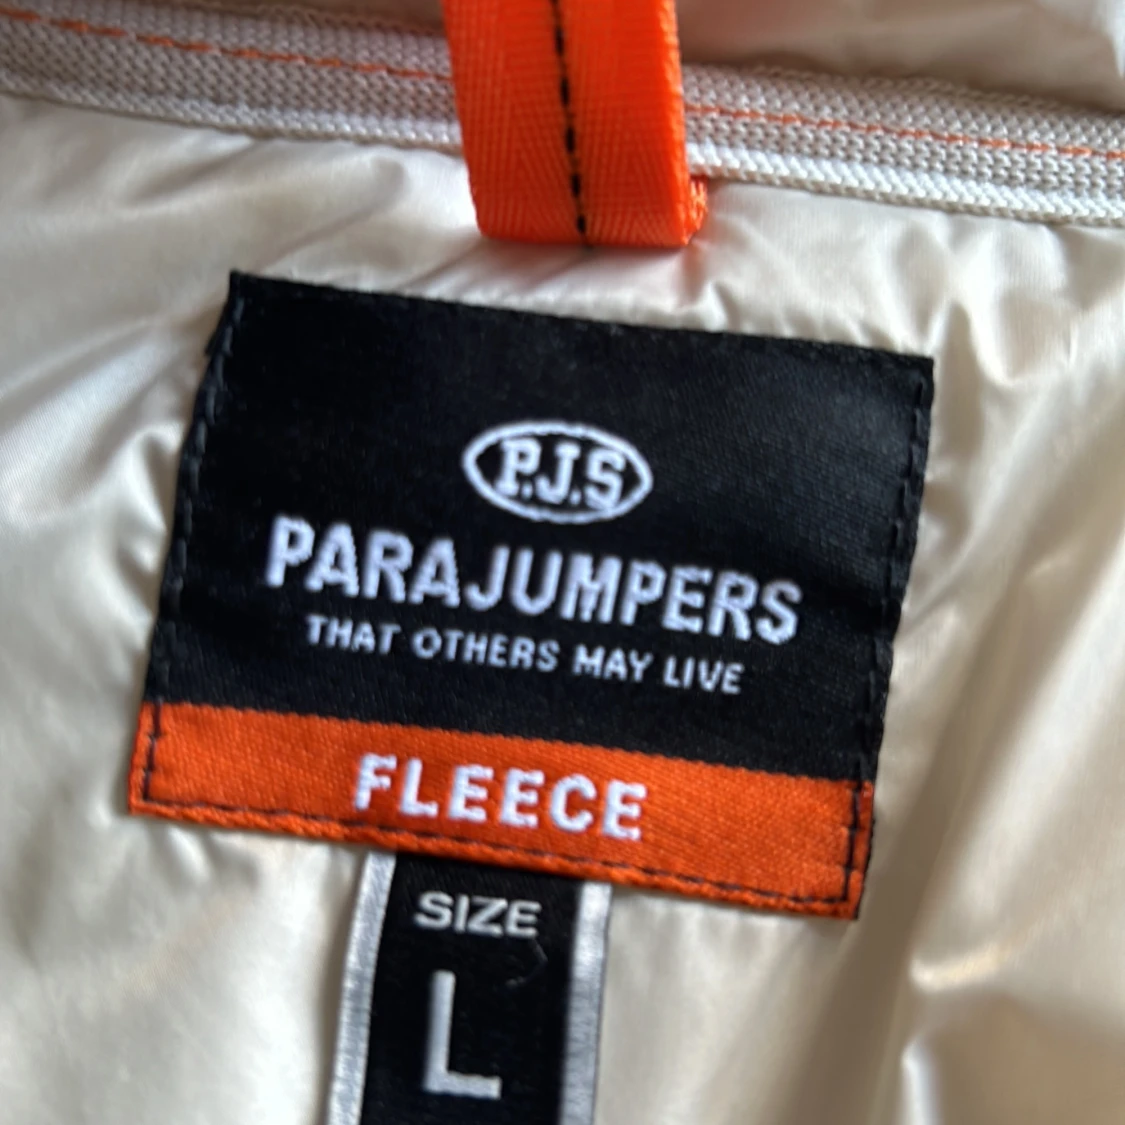 P.J.S
PARAJUMPERS
THAT OTHERS MAY LIVE
FLEECE
SIZE
L